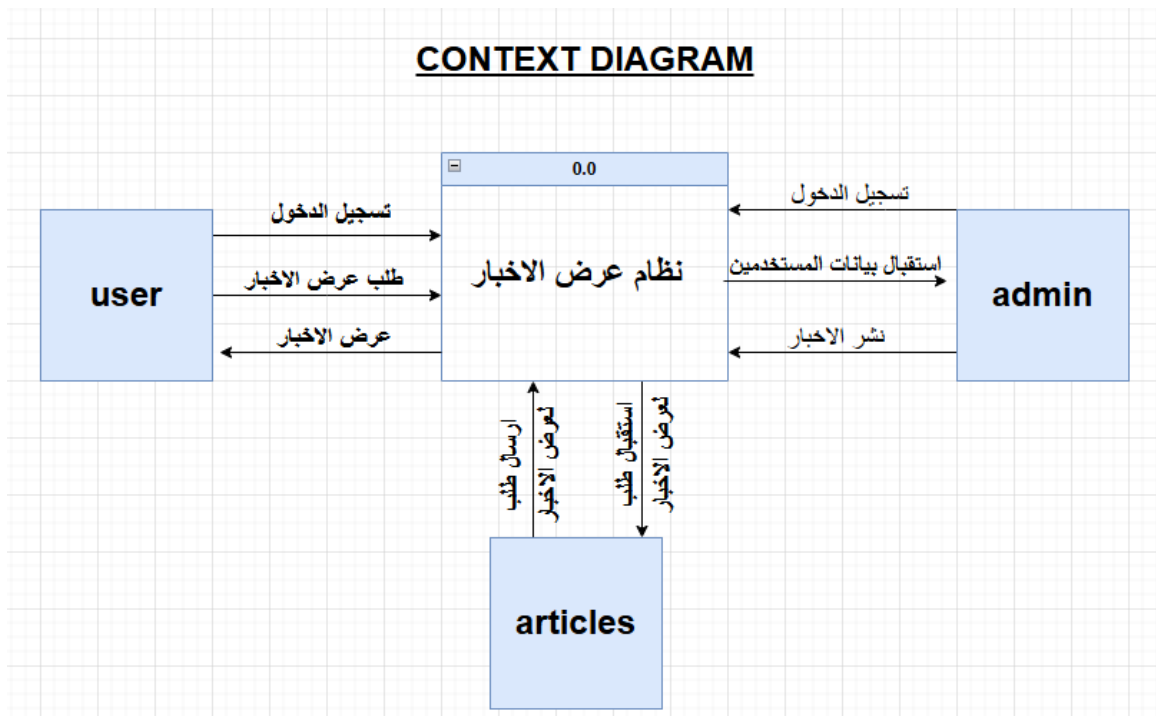 CONTEXT DIAGRAM
0.0
نظام عرض الاخبار
user
تسجيل الدخول
طلب عرض الاخبار
عرض الاخبار
تسجيل الدخول
استقبال بيانات المستخدمين
نشر الاخبار
admin
ارسال طلب
لعرض الاخبار
استقبال طلب
لعرض الاخبار
articles